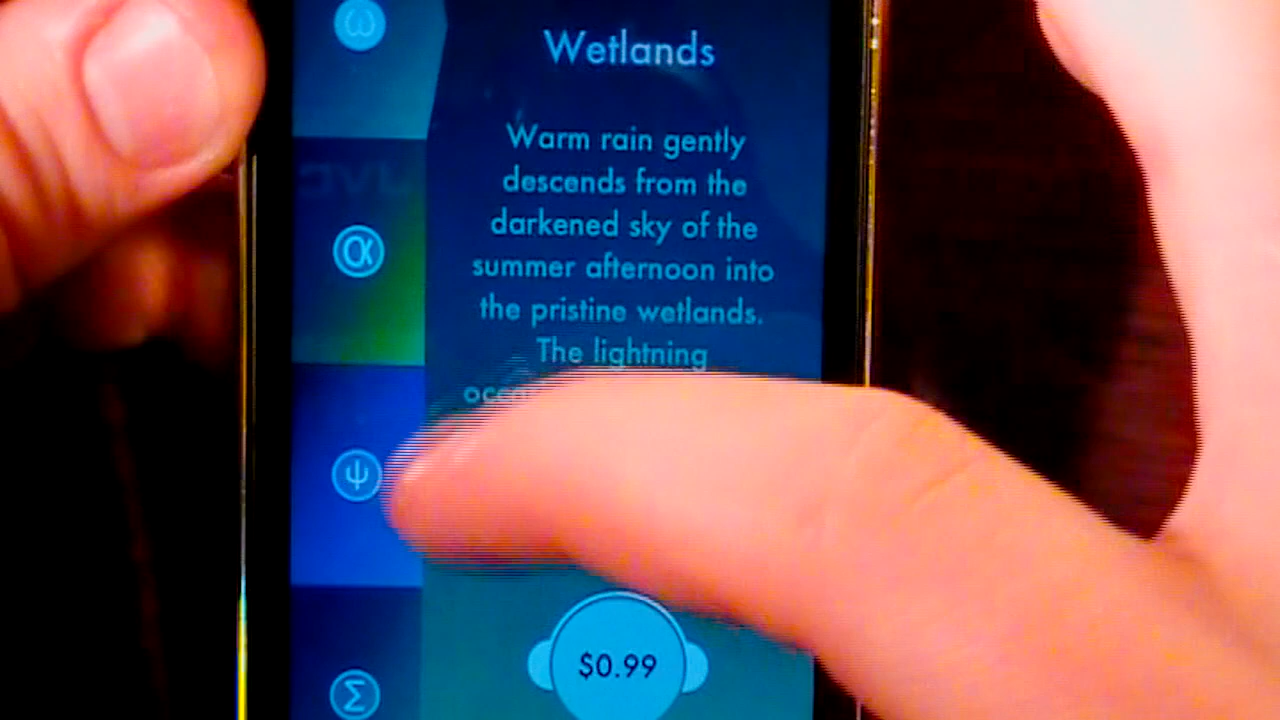 Wetlands
Warm rain gently
descends from the
darkened sky of the
summer afternoon into
the pristine wetlands.
The lightning
$0.99
ω
α
ψ
Σ